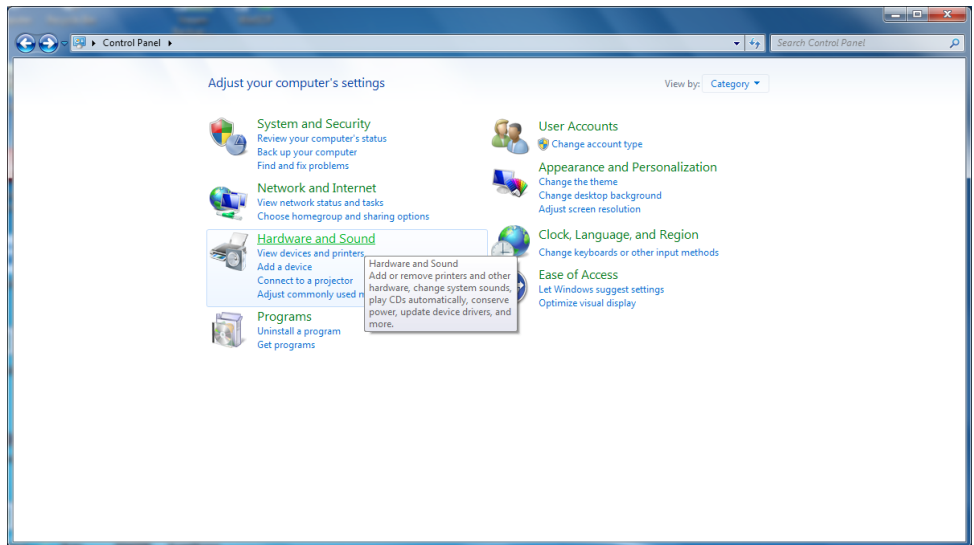 Control Panel
Search Control Panel
Adjust your computer's settings
View by: Category
System and Security
Review your computer's status
Back up your computer
Find and fix problems
Network and Internet
View network status and tasks
Choose homegroup and sharing options
Hardware and Sound
View devices and printers
Add a device
Connect to a projector
Adjust commonly used
Hardware and Sound
Add or remove printers and other
hardware, change system sounds,
play CDs automatically, conserve
power, update device drivers, and
more.
Programs
Uninstall a program
Get programs
User Accounts
Change account type
Appearance and Personalization
Change the theme
Change desktop background
Adjust screen resolution
Clock, Language, and Region
Change keyboards or other input methods
Ease of Access
Let Windows suggest settings
Optimize visual display